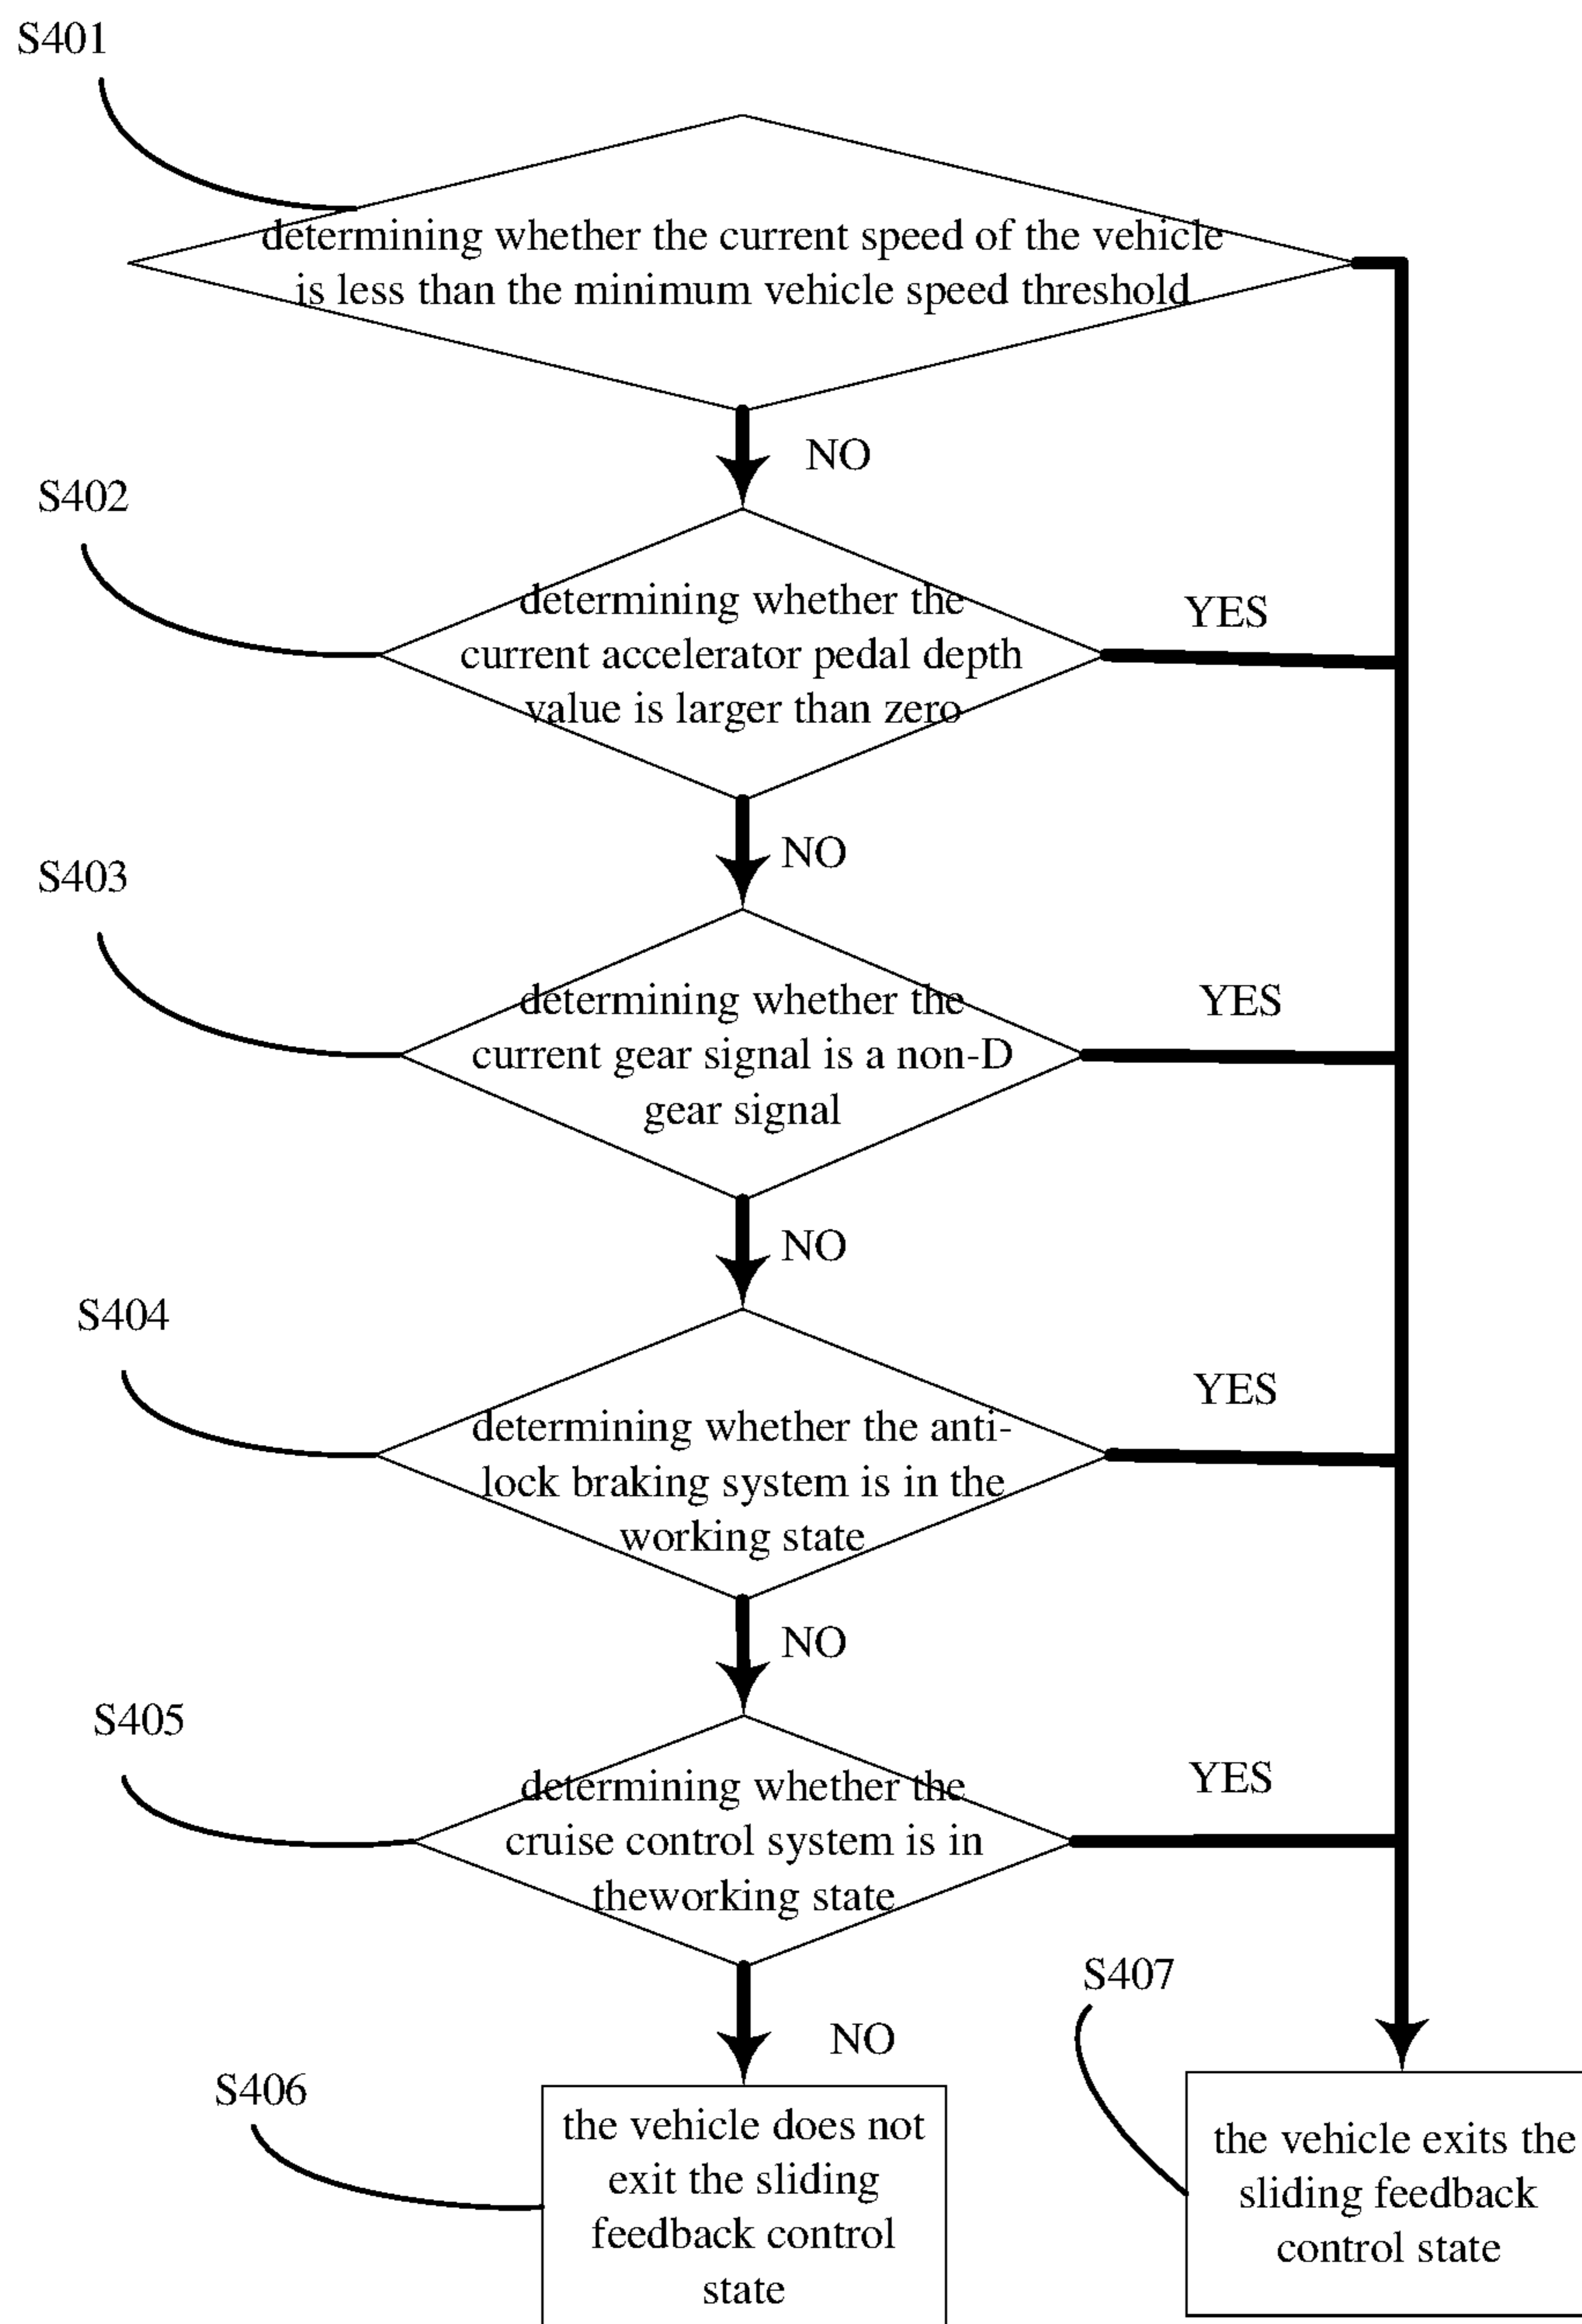 S401
determining whether the current speed of the vehicle
is less than the minimum vehicle speed threshold
NO
S402
determining whether the
current accelerator pedal depth
value is larger than zero
YES
NO
S403
determining whether the
current gear signal is a non-D
gear signal
YES
NO
S404
determining whether the anti-
lock braking system is in the
working state
YES
NO
S405
determining whether the
cruise control system is in
theworking state
YES
NO
S406
the vehicle does not
exit the sliding
feedback control
state
S407
the vehicle exits the
sliding feedback
control state